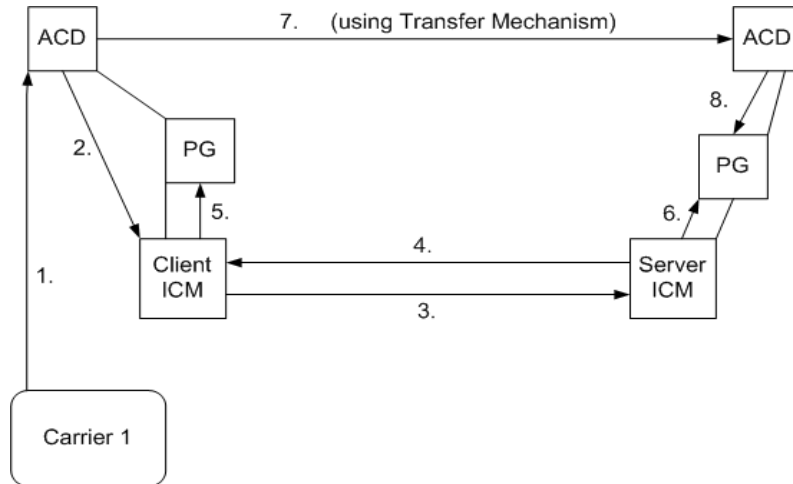 7. (using Transfer Mechanism)
ACD
ACD
2.
8.
PG
PG
5.
6.
4.
Client
ICM
Server
ICM
1.
3.
Carrier 1